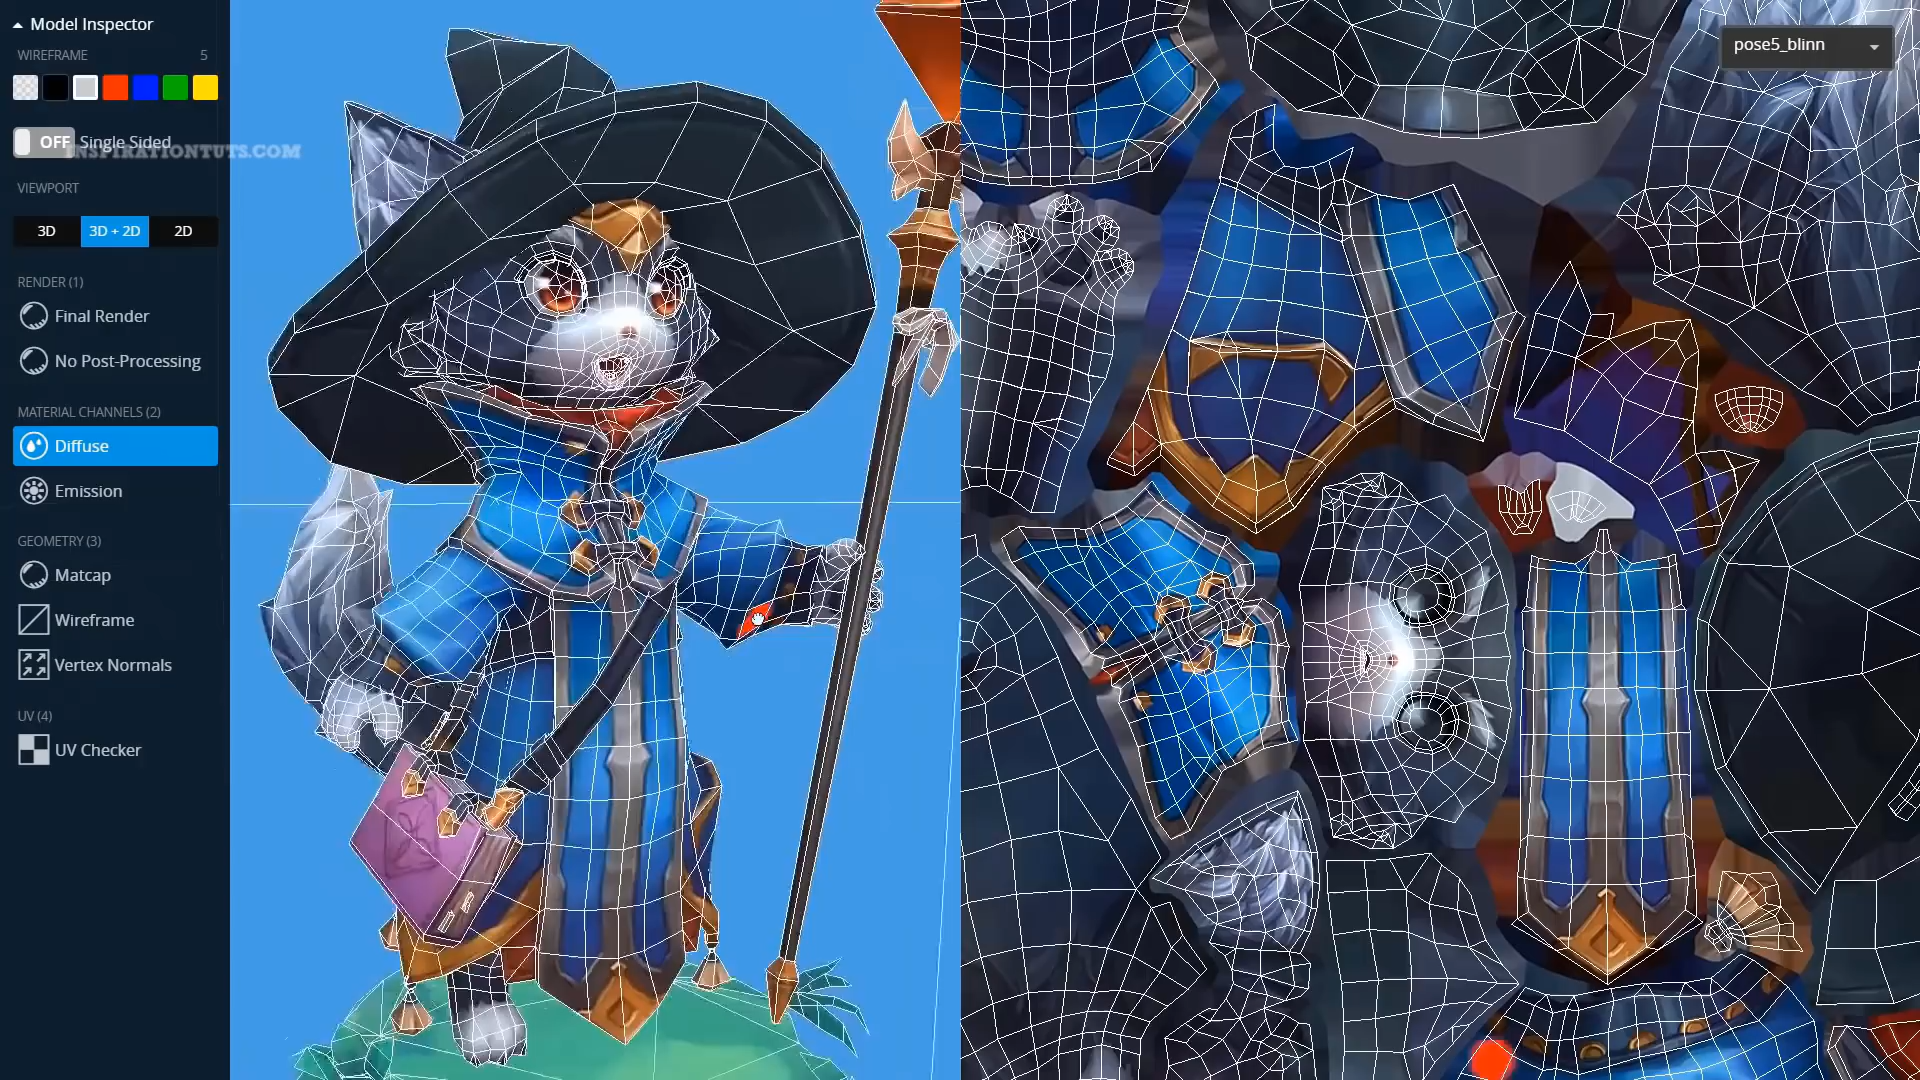 Model Inspector
WIREFRAME 5
OFF Single Sided
INSPIRATIONTUTS.COM
VIEWPORT
3D 3D + 2D 2D
RENDER (1)
Final Render
No Post-Processing
MATERIAL CHANNELS (2)
Diffuse
Emission
GEOMETRY (3)
Matcap
Wireframe
Vertex Normals
UV (4)
UV Checker
pose5_blinn